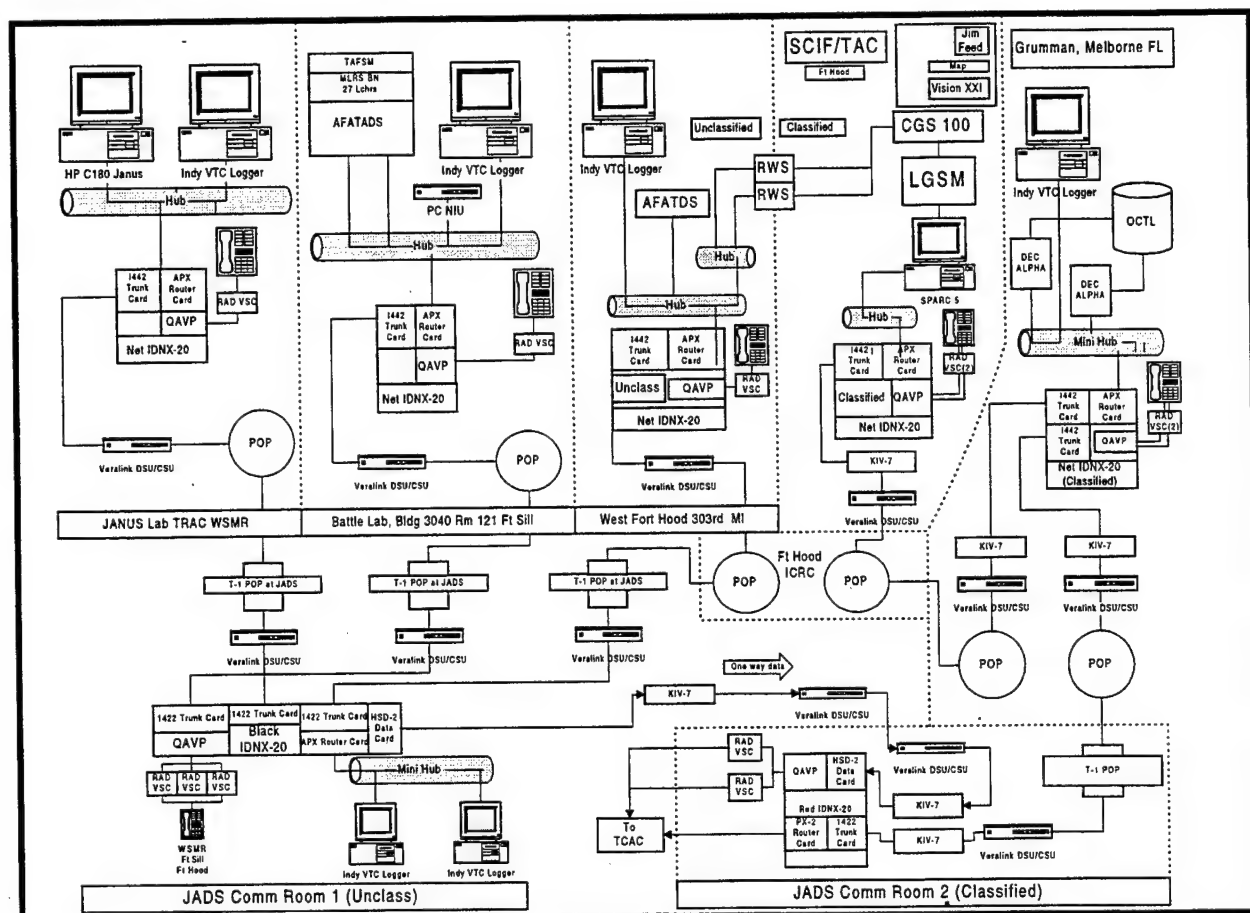 HP C180 Janus
Indy VTC Logger
Hub
I442
Trunk
Card
APX
Router
Card
QAVP
RAD VSC
Net IDNX-20
Veralink DSU/CSU
POP
JANUS Lab TRAC WSMR
TAFSM
MLRS BN
27 Lchrs
AFATADS
Indy VTC Logger
PC NIU
Hub
I442
Trunk
Card
APX
Router
Card
QAVP
RAD VSC
Net IDNX-20
Veralink DSU/CSU
POP
Battle Lab, Bldg 3040 Rm 121 Ft Sill
Indy VTC Logger
Unclassified
AFATDS
RWS
RWS
Hub
Hub
I442
Trunk
Card
APX
Router
Card
Unclass
QAVP
RAD
VSC
Net IDNX-20
Veralink DSU/CSU
West Fort Hood 303rd MI
SCIF/TAC
Ft Hood
Classified
Jim
Feed
Map
Vision XXI
CGS 100
LGSM
SPARC 5
Hub
I442
Trunk
Card
APX
Router
Card
Classified
QAVP
RAD
VSC(2)
Net IDNX-20
KIV-7
Veralink DSU/CSU
Grumman, Melborne FL
Indy VTC Logger
OCTL
DEC
ALPHA
DEC
ALPHA
Mini Hub
I442
Trunk
Card
APX
Router
Card
I442
Trunk
Card
QAVP
RAD
VSC(2)
Net IDNX-20
(Classified)
KIV-7
KIV-7
Veralink DSU/CSU
Veralink DSU/CSU
POP
POP
T-1 POP at JADS
T-1 POP at JADS
T-1 POP at JADS
POP
Ft Hood
ICRC
POP
Veralink DSU/CSU
Veralink DSU/CSU
Veralink DSU/CSU
One way data
1422 Trunk Card
QAVP
1422 Trunk Card
Black
IDNX-20
1422 Trunk Card
APX Router Card
HSD-2
Data
Card
RAD
VSC
RAD
VSC
RAD
VSC
WSMR
Ft Sill
Ft Hood
Mini Hub
Indy VTC Logger
Indy VTC Logger
JADS Comm Room 1 (Unclass)
KIV-7
Veralink DSU/CSU
Veralink DSU/CSU
RAD
VSC
RAD
VSC
To
TCAC
QAVP
HSD-2
Data
Card
Red IDNX-20
PX-2
Router
Card
1422
Trunk
Card
KIV-7
KIV-7
Veralink DSU/CSU
T-1 POP
JADS Comm Room 2 (Classified)